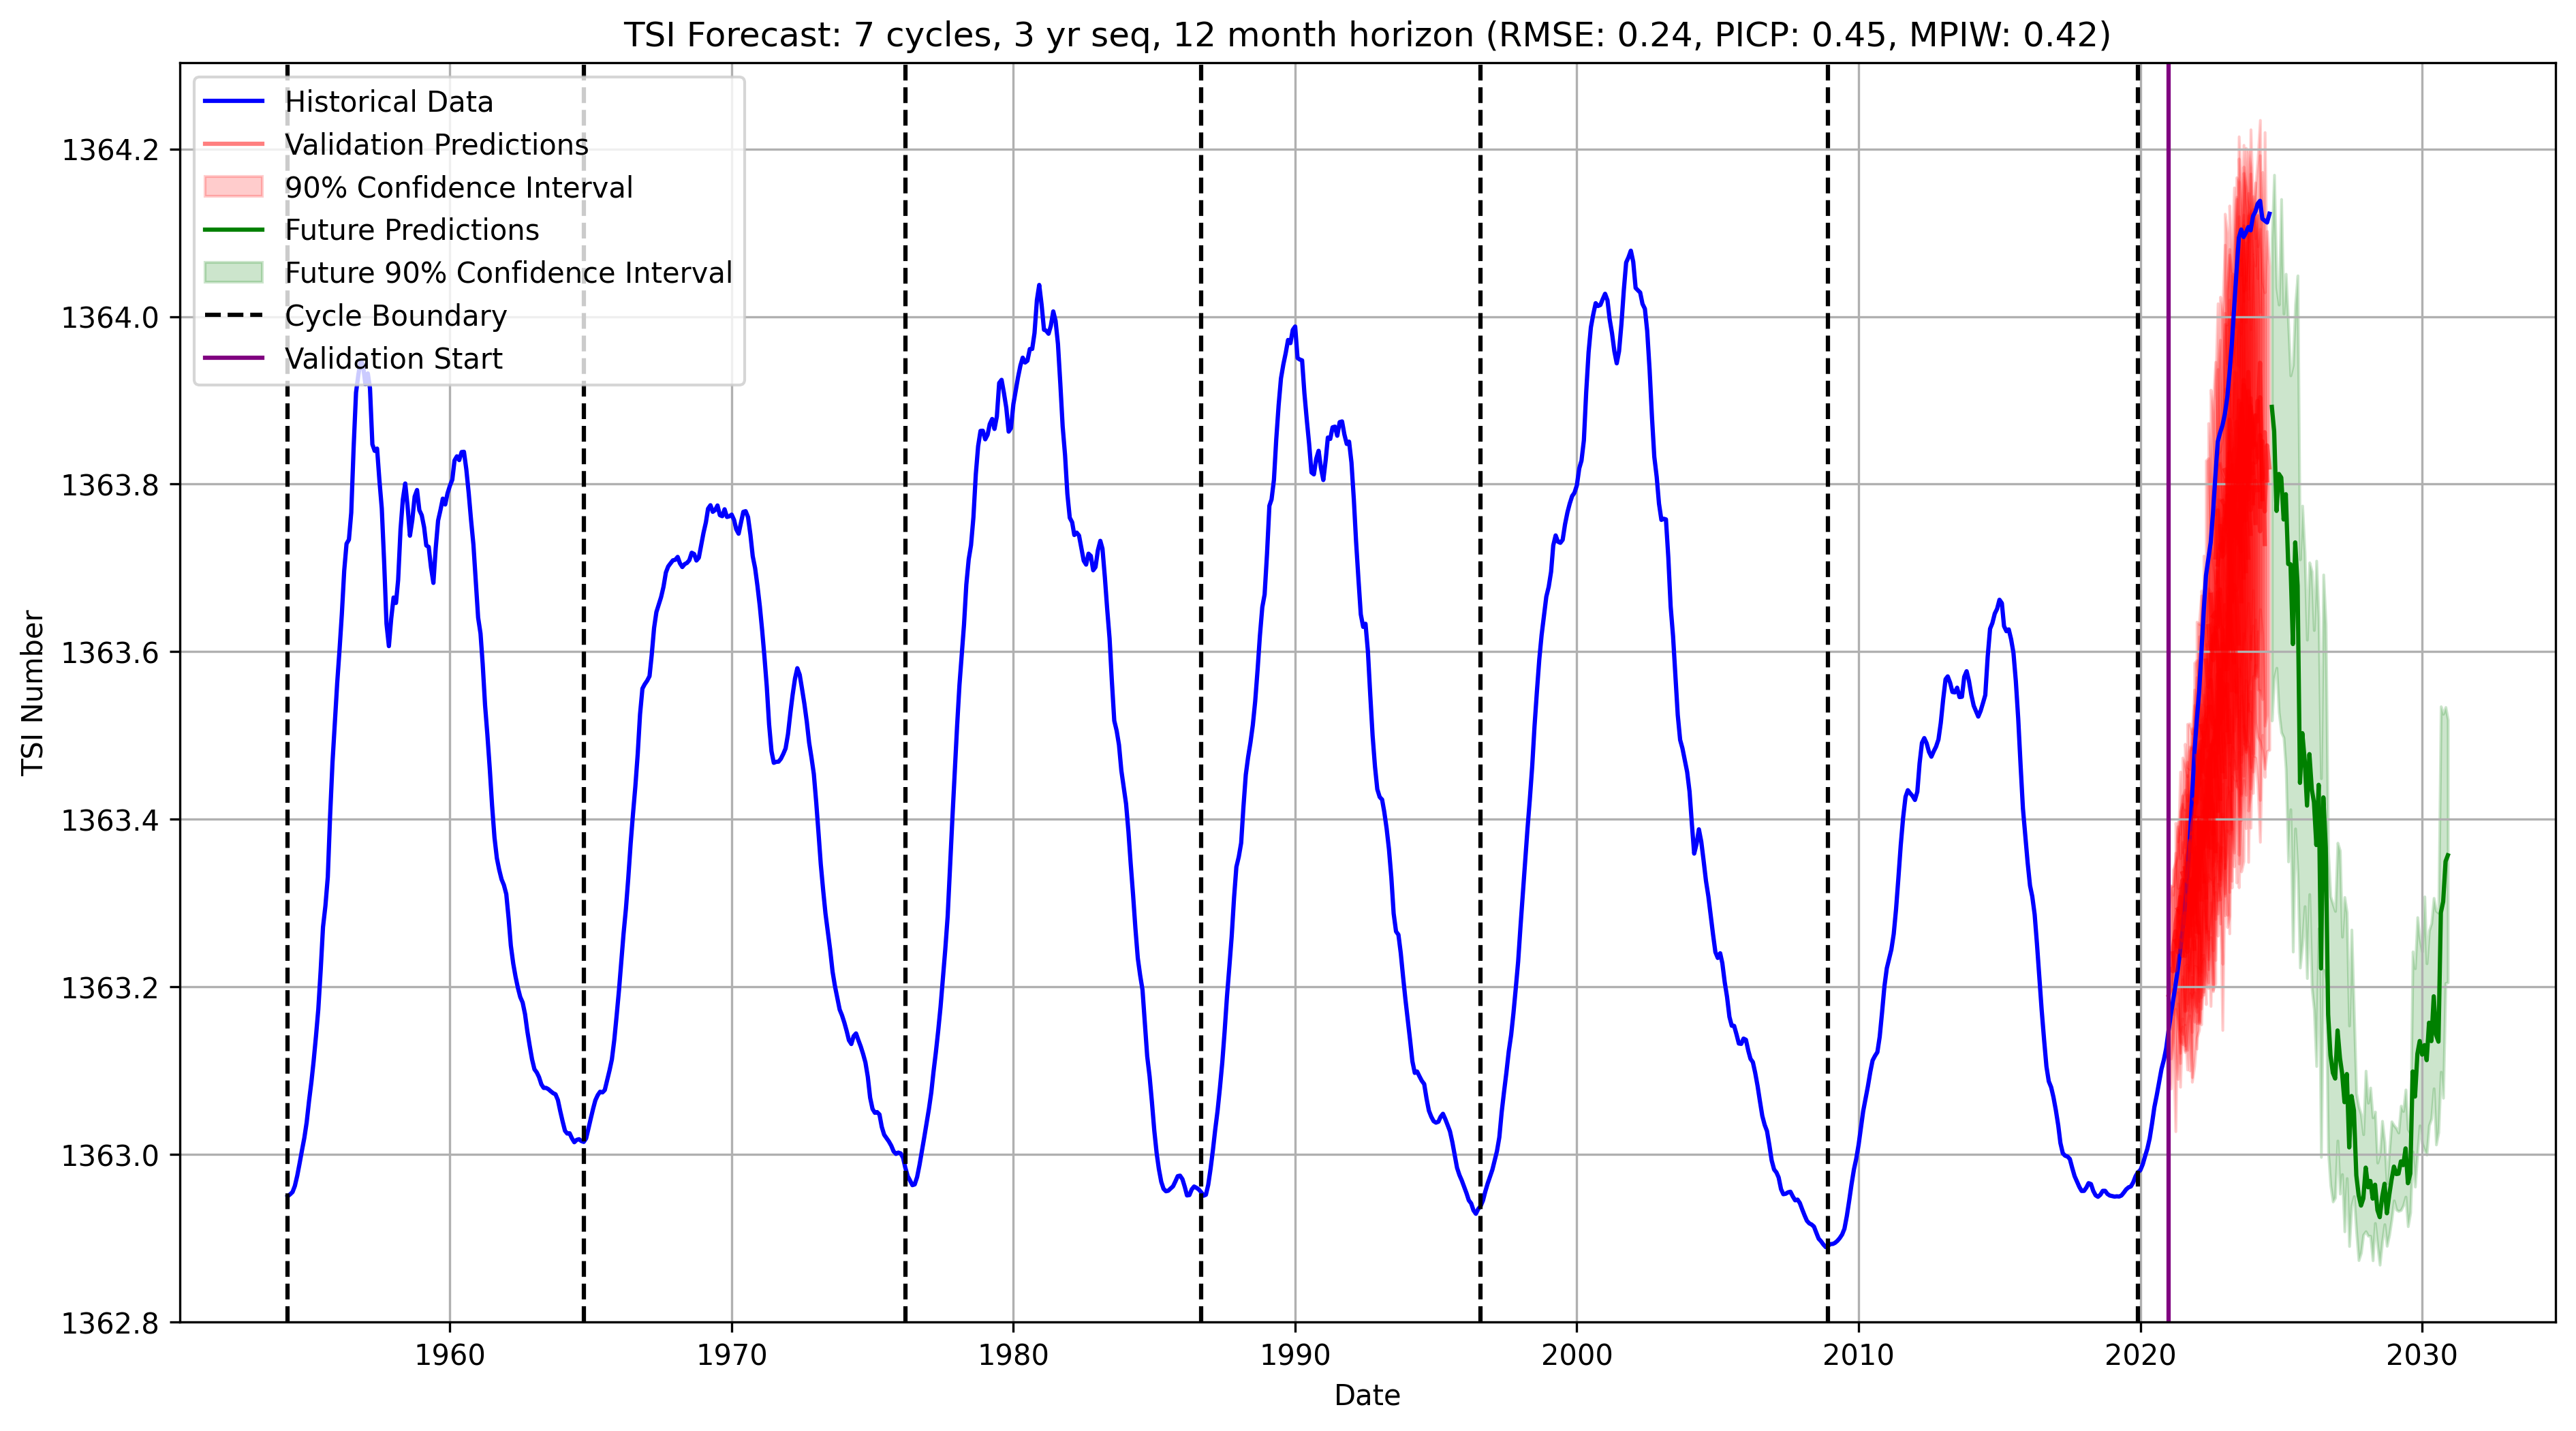 TSI Forecast: 7 cycles, 3 yr seq, 12 month horizon (RMSE: 0.24, PICP: 0.45, MPIW: 0.42)
Historical Data
Validation Predictions
90% Confidence Interval
Future Predictions
Future 90% Confidence Interval
Cycle Boundary
Validation Start
1364.2
1364.0
1363.8
1363.6
1363.4
1363.2
1363.0
1362.8
TSI Number
1960
1970
1980
1990
2000
2010
2020
2030
Date